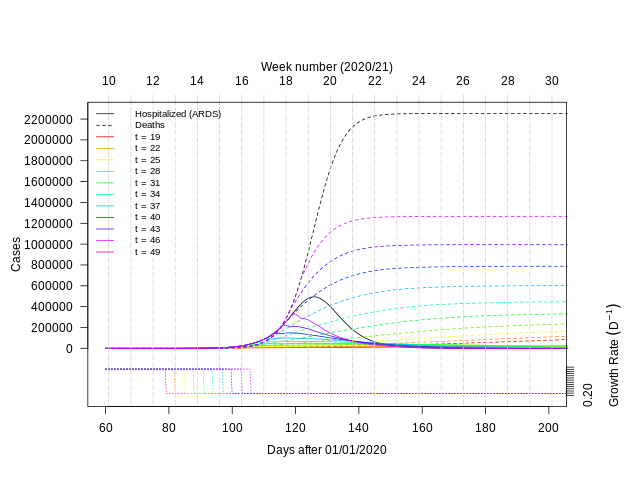 Week number (2020/21)
10 12 14 16 18 20 22 24 26 28 30
Hospitalized (ARDS)
Deaths
t = 19
t = 22
t = 25
t = 28
t = 31
t = 34
t = 37
t = 40
t = 43
t = 46
t = 49
Cases
2200000
2000000
1800000
1600000
1400000
1200000
1000000
800000
600000
400000
200000
0
0.20
Growth Rate (D⁻¹)
60 80 100 120 140 160 180 200
Days after 01/01/2020